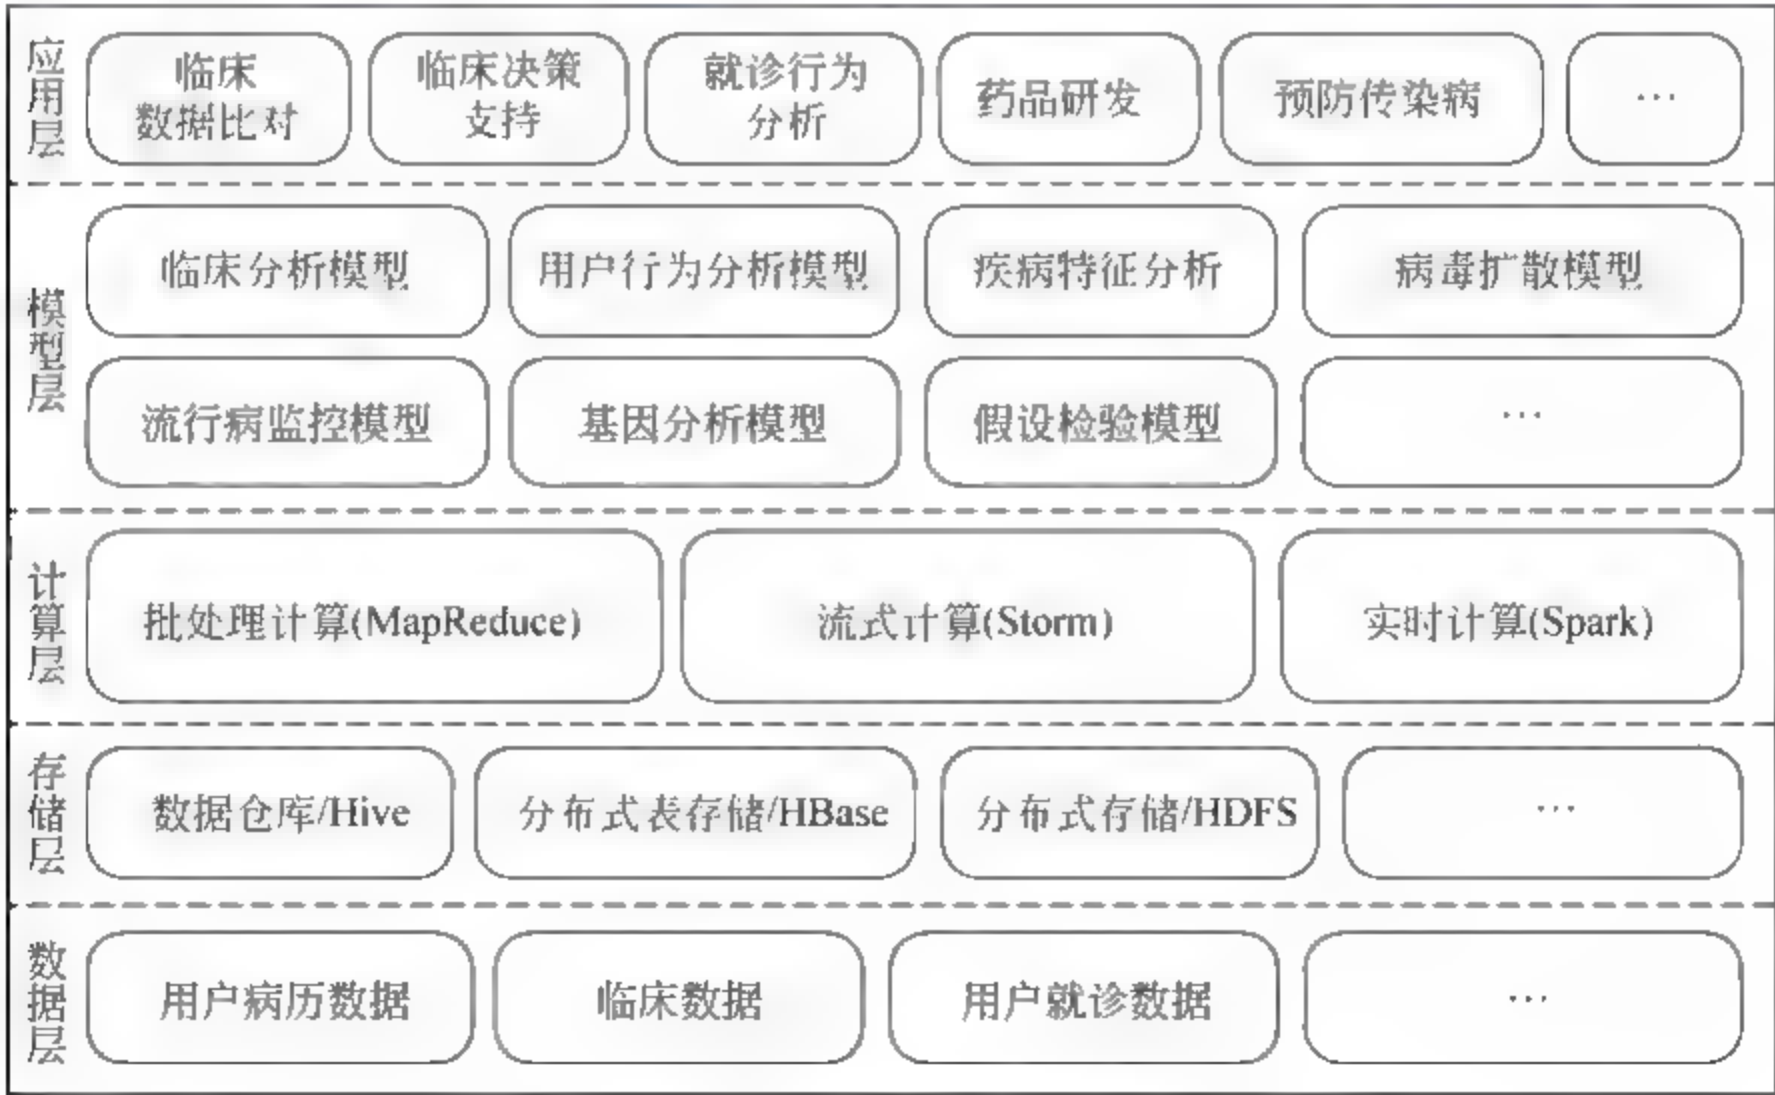 应用层
临床
数据比对
临床决策
支持
就诊行为
分析
药品研发
预防传染病
…
模型层
临床分析模型
用户行为分析模型
疾病特征分析
病毒扩散模型
流行病监控模型
基因分析模型
假设检验模型
…
计算层
批处理计算(MapReduce)
流式计算(Storm)
实时计算(Spark)
存储层
数据仓库/Hive
分布式表存储/HBase
分布式存储/HDFS
…
数据层
用户病历数据
临床数据
用户就诊数据
…